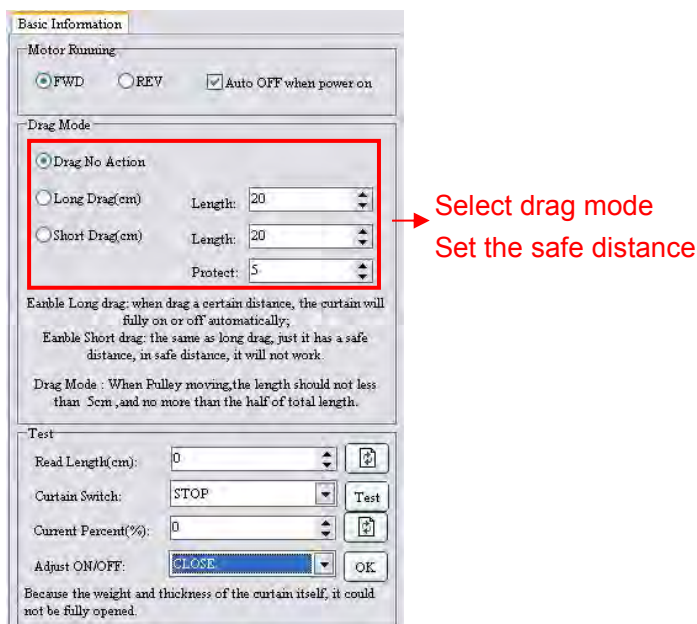 Basic Information
Motor Running
FWD REV Auto OFF when power on
Drag Mode
Drag No Action
Long Drag(cm) Length: 20
Short Drag(cm) Length: 20
Protect: 5
Select drag mode
Set the safe distance
Eanble Long drag: when drag a certain distance, the curtain will
fully on or off automatically;
Eanble Short drag: the same as long drag, just it has a safe
distance, in safe distance, it will not work.
Drag Mode : When Pulley moving,the length should not less
than 5cm ,and no more than the half of total length.
Test
Read Length(cm): 0
Curtain Switch: STOP Test
Current Percent(%): 0
Adjust ON/OFF: CLOSE OK
Because the weight and thickness of the curtain itself, it could
not be fully opened.